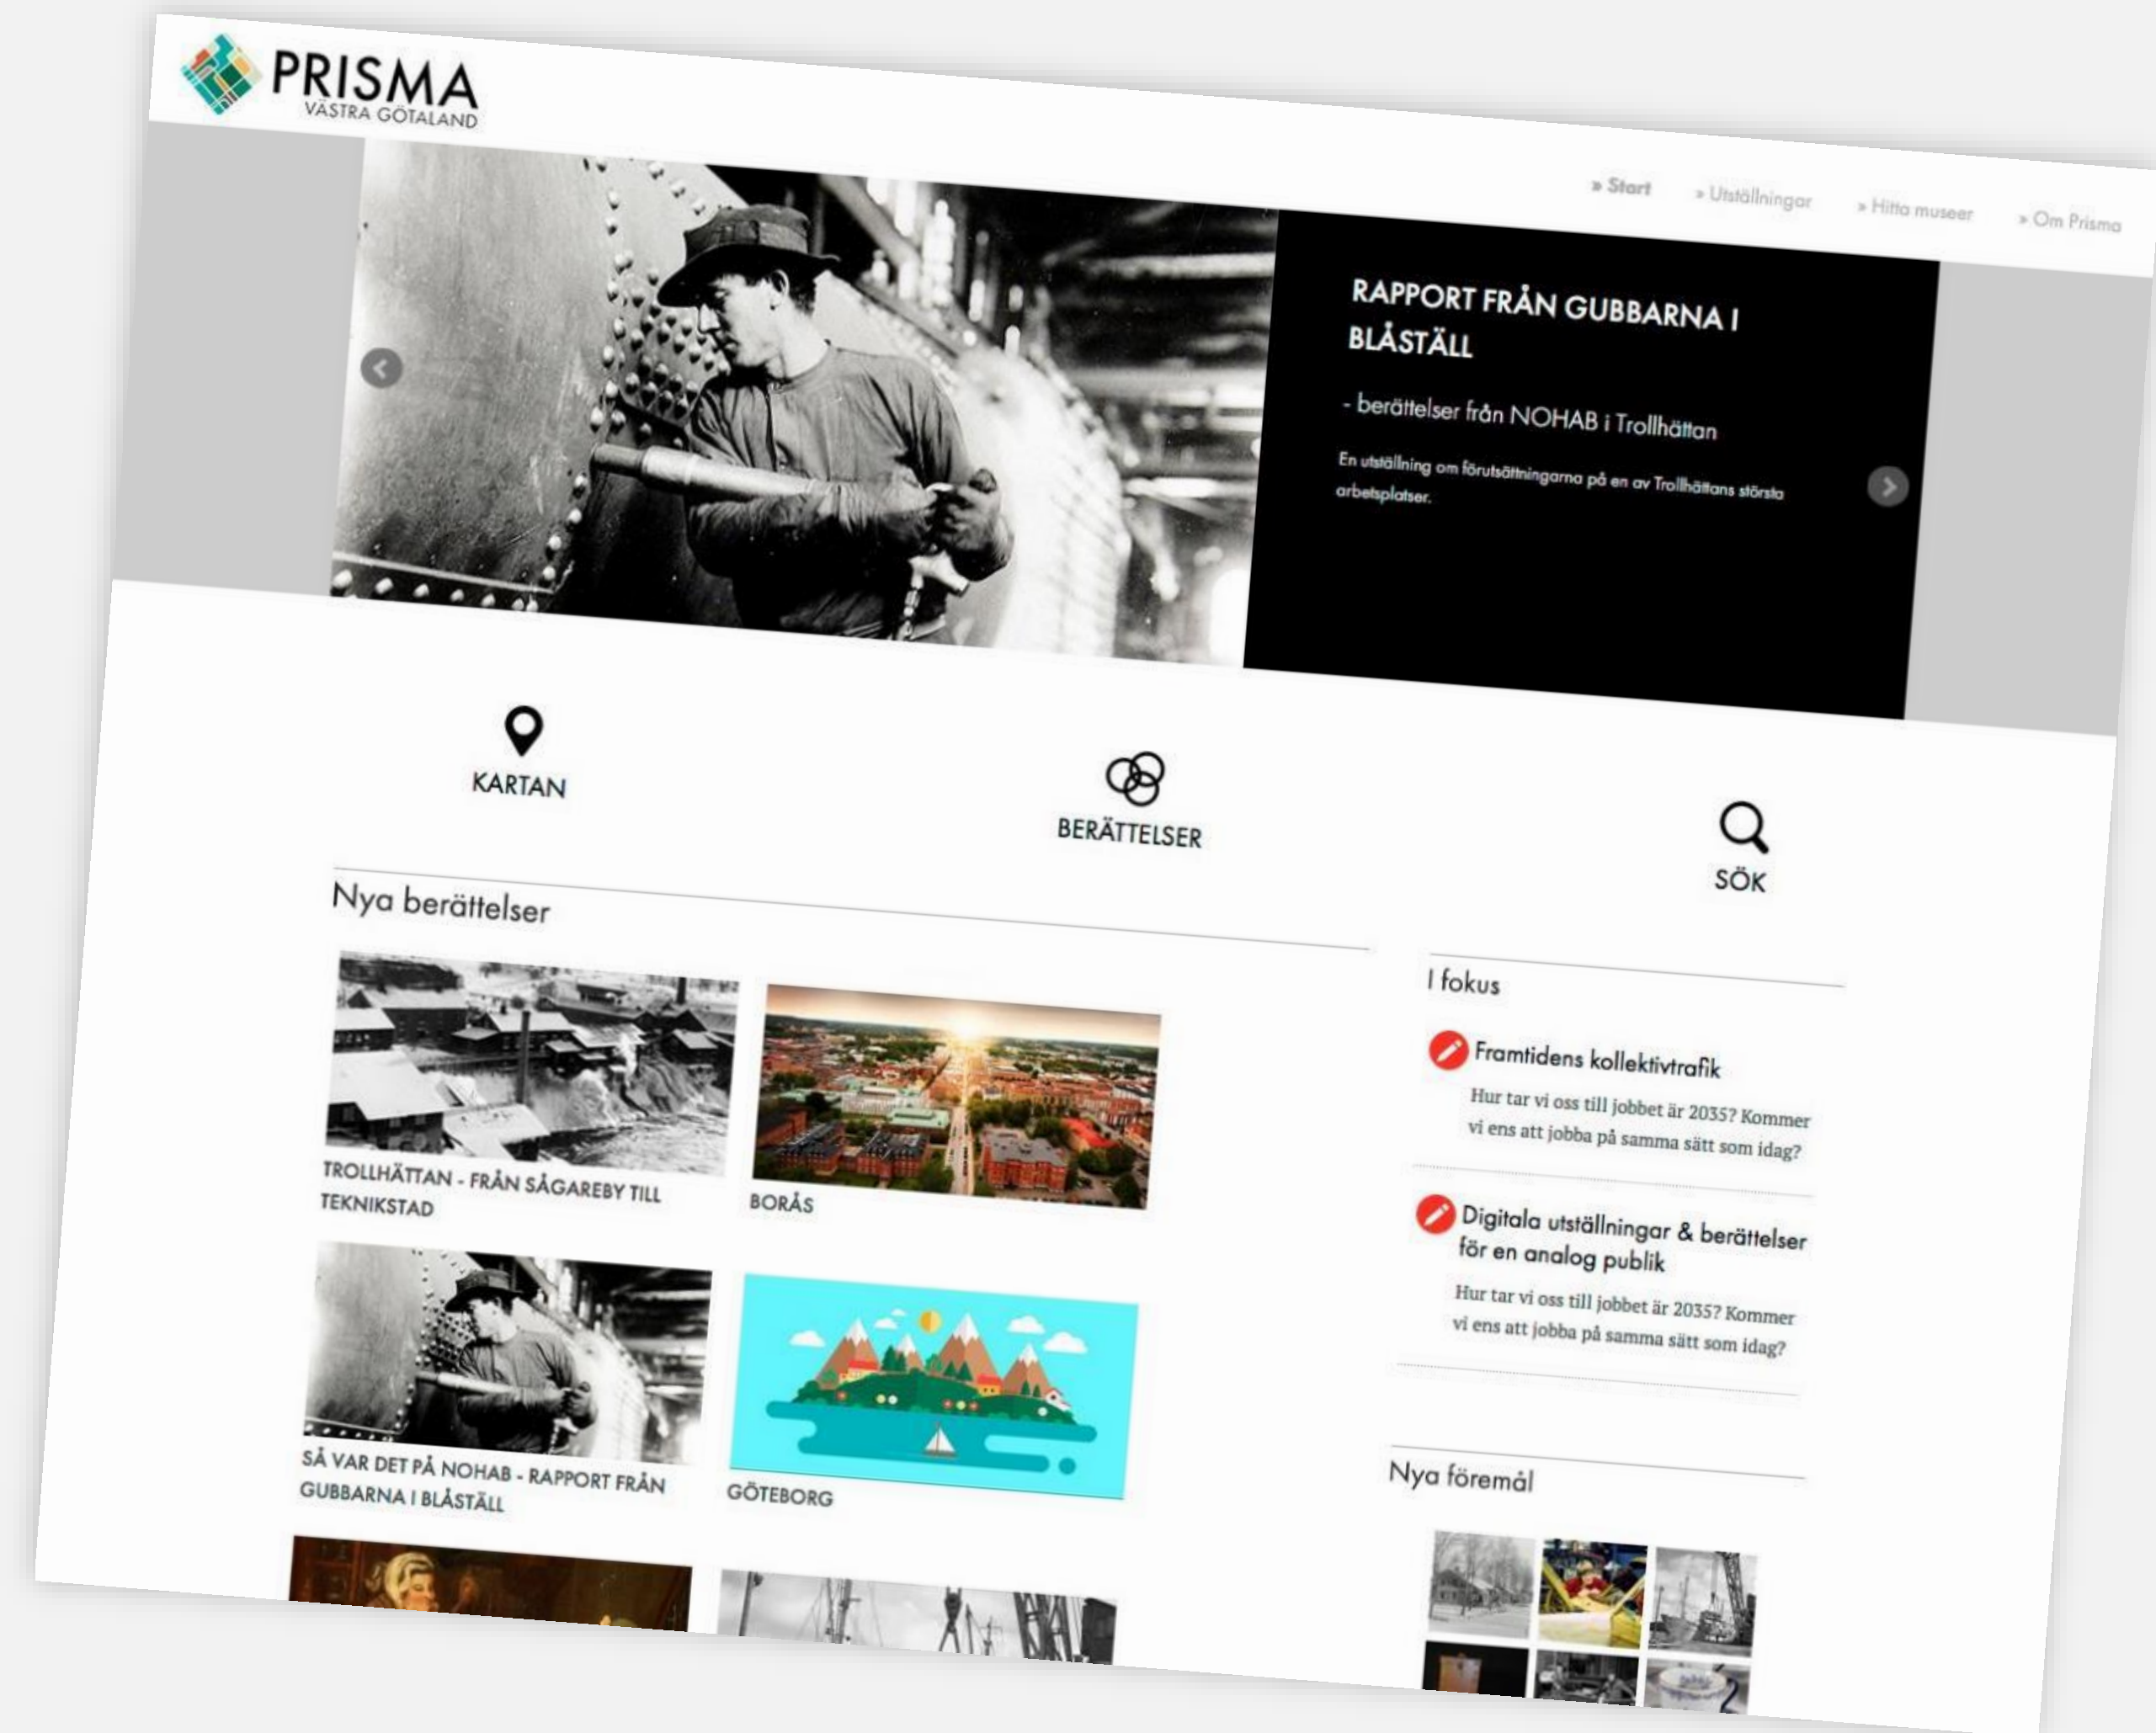 PRISMA
VÄSTRA GÖTALAND
» Start » Utställningar » Hitta museer » Om Prisma
RAPPORT FRÅN GUBBARNA I
BLÅSTÄLL
- berättelser från NOHAB i Trollhättan
En utställning om förutsättningarna på en av Trollhättans största
arbetsplatser.
KARTAN
BERÄTTELSER
SÖK
Nya berättelser
TROLLHÄTTAN - FRÅN SÅGAREBY TILL
TEKNIKSTAD
BORÅS
SÅ VAR DET PÅ NOHAB - RAPPORT FRÅN
GUBBARNA I BLÅSTÄLL
GÖTEBORG
I fokus
Framtidens kollektivtrafik
Hur tar vi oss till jobbet är 2035? Kommer
vi ens att jobba på samma sätt som idag?
Digitala utställningar & berättelser
för en analog publik
Hur tar vi oss till jobbet är 2035? Kommer
vi ens att jobba på samma sätt som idag?
Nya föremål